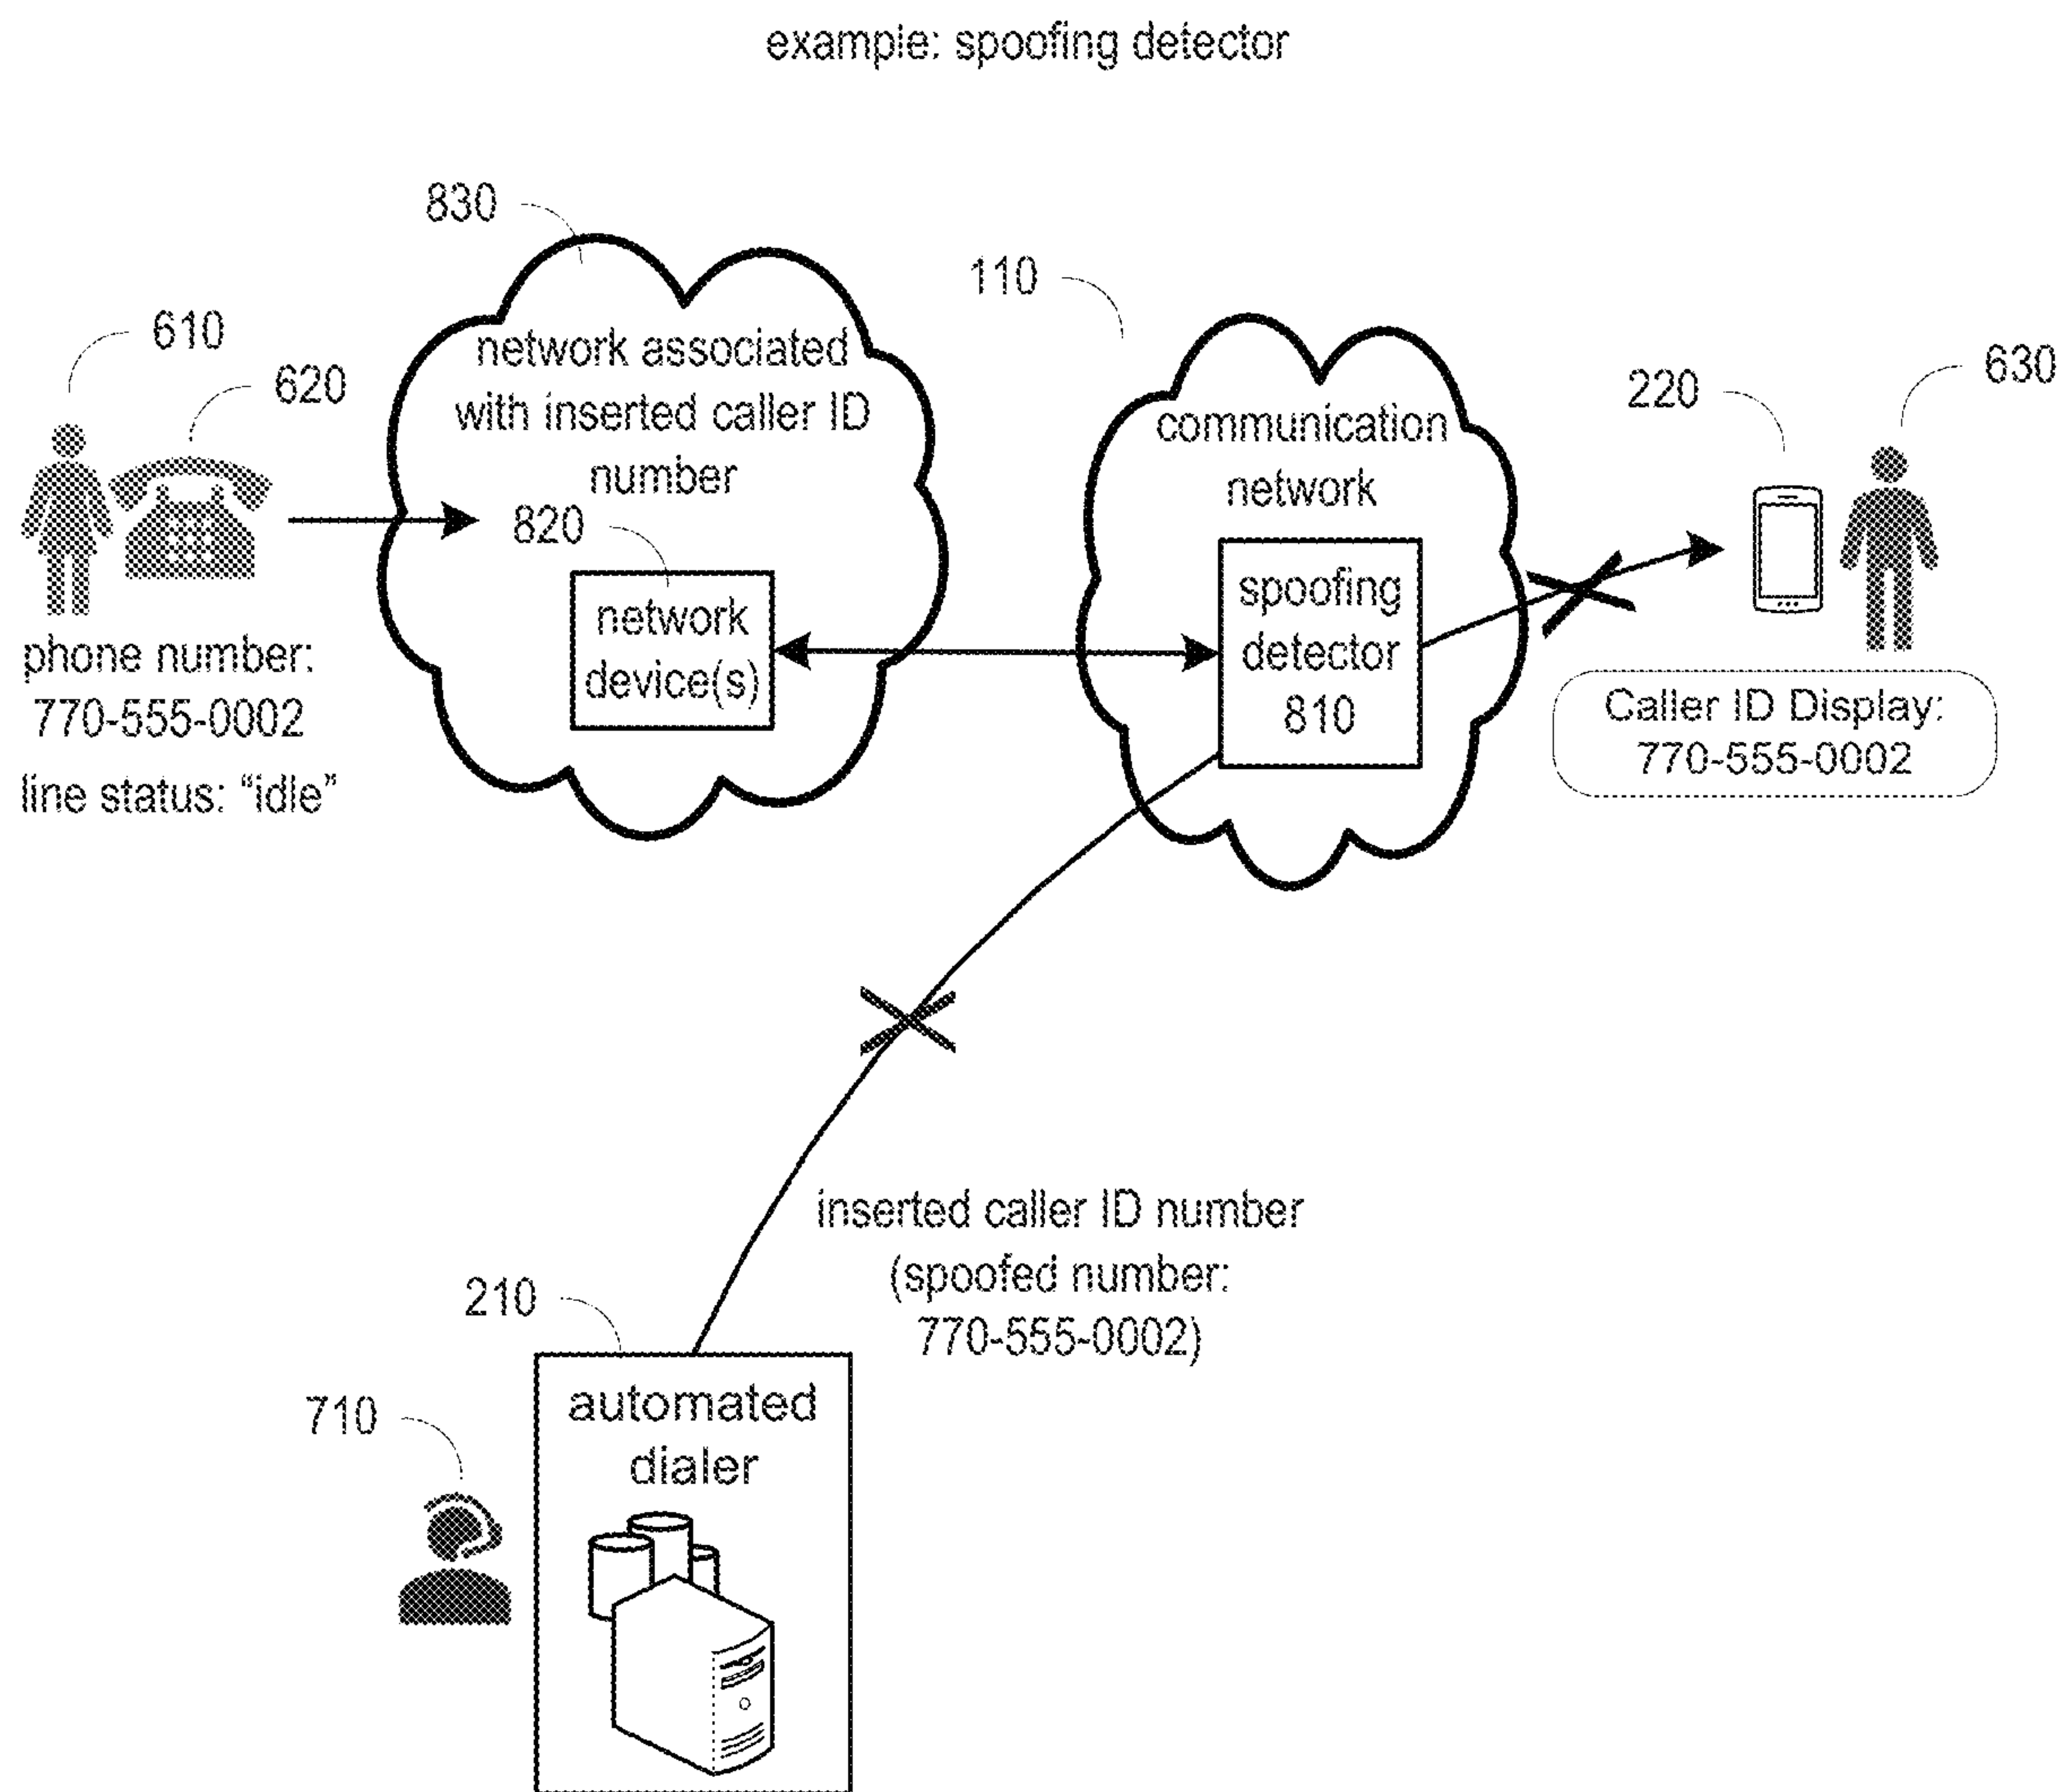 example: spoofing detector
830
110
610
620
220
630
network associated
with inserted caller ID
number
820
network
device(s)
communication
network
spoofing
detector
810
phone number:
770-555-0002
line status: “idle”
Caller ID Display:
770-555-0002
inserted caller ID number
(spoofed number:
770-555-0002)
210
710
automated
dialer